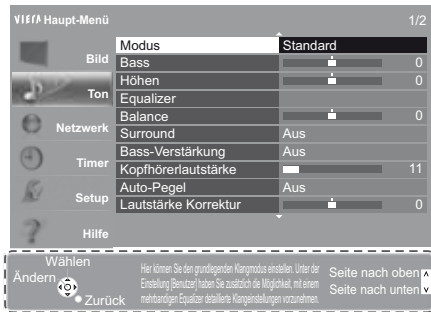 VIERA Haupt-Menü 1/2
Bild
Ton
Netzwerk
Timer
Setup
Hilfe
Modus Standard
Bass 0
Höhen 0
Equalizer
Balance 0
Surround Aus
Bass-Verstärkung Aus
Kopfhörerlautstärke 11
Auto-Pegel Aus
Lautstärke Korrektur 0
Wählen
Ändern
Zurück
Hier können Sie den grundlegenden Klangmodus einstellen. Unter der
Einstellung [Benutzer] haben Sie zusätzlich die Möglichkeit, mit einem
mehrbandigen Equalizer detaillierte Klangeinstellungen vorzunehmen.
Seite nach oben
Seite nach unten